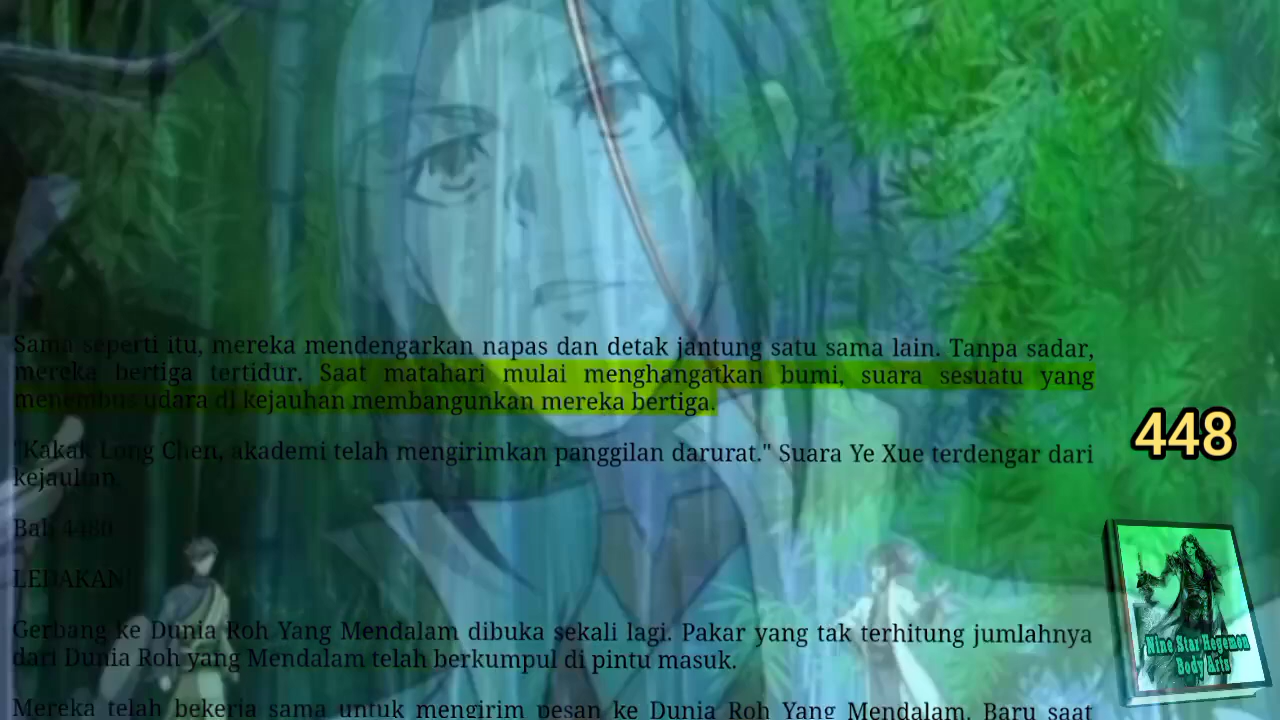 Sama seperti itu, mereka mendengarkan napas dan detak jantung satu sama lain. Tanpa sadar,
mereka bertiga tertidur. Saat matahari mulai menghangatkan bumi, suara sesuatu yang
menembus udara di kejauhan membangunkan mereka bertiga.
"Kakak Long Chen, akademi telah mengirimkan panggilan darurat." Suara Ye Xue terdengar dari
kejauhan.
448
Bab 4480
LEDAKAN!
Gerbang ke Dunia Roh Yang Mendalam dibuka sekali lagi. Pakar yang tak terhitung jumlahnya
dari Dunia Roh yang Mendalam telah berkumpul di pintu masuk.
Mereka telah bekerja sama untuk mengirim pesan ke Dunia Roh Yang Mendalam. Baru saat
Nine Star Hegemon
Body Arts